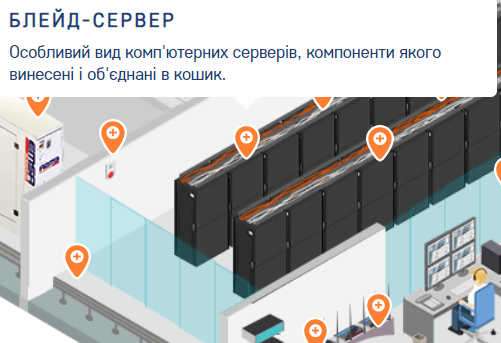 БЛЕЙД-СЕРВЕР
Особливий вид комп'ютерних серверів, компоненти якого
винесені і об'єднані в кошик.